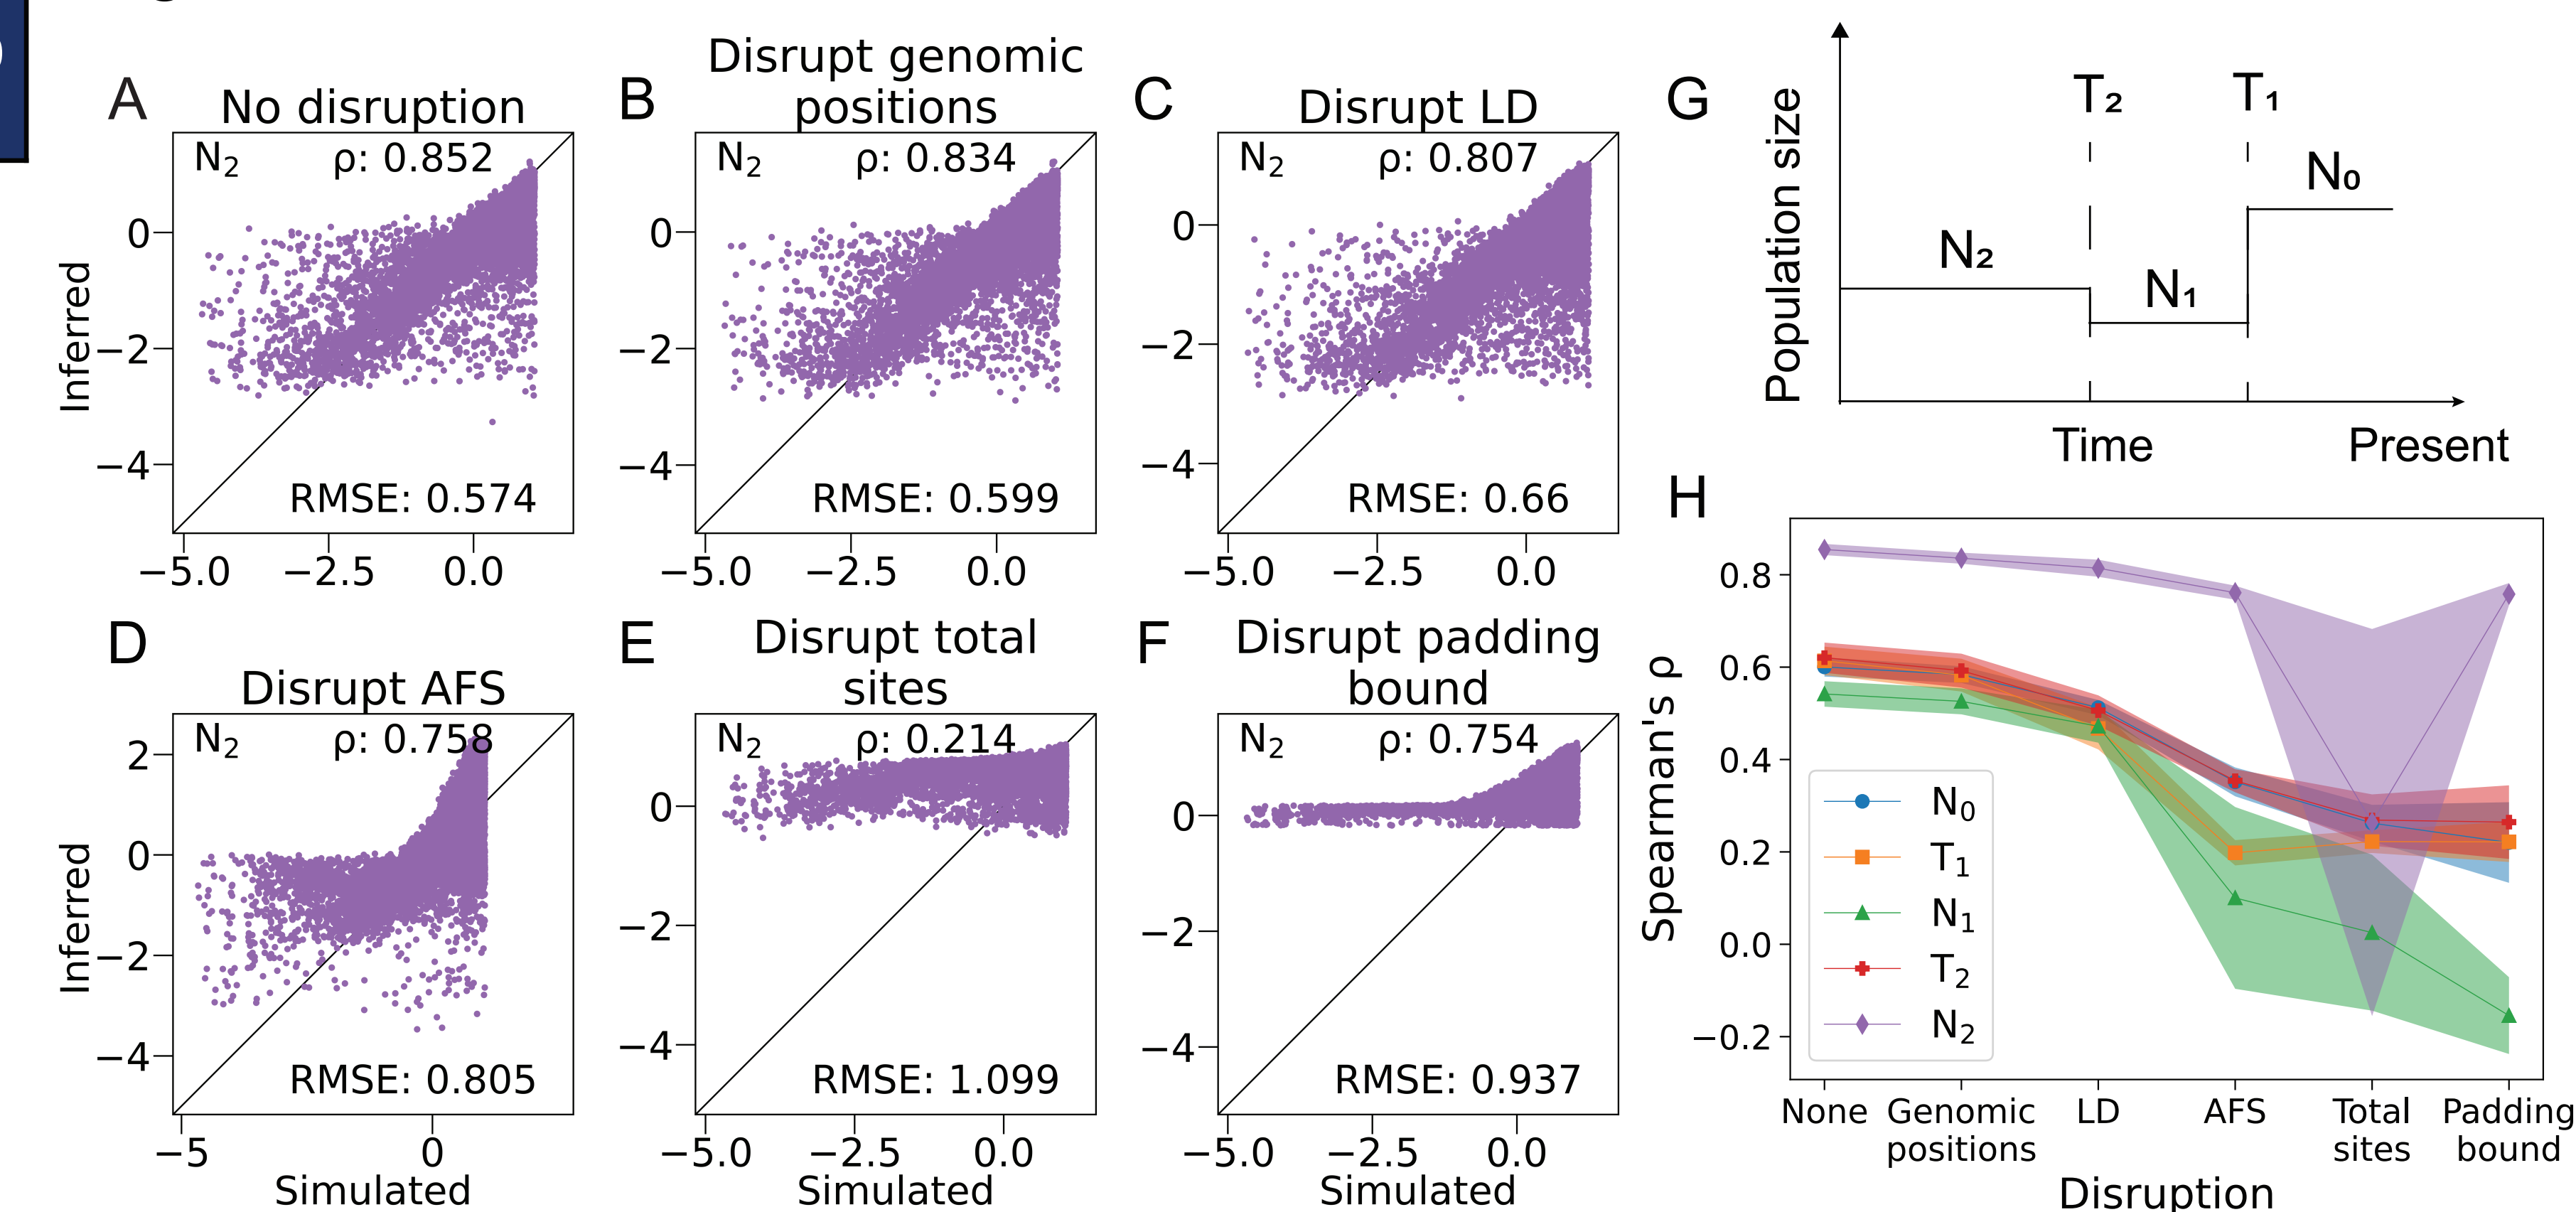 A
No disruption
N2
ρ: 0.852
Inferred
0
−2
−4
RMSE: 0.574
−5.0 −2.5 0.0
B
Disrupt genomic
positions
N2
ρ: 0.834
0
−2
−4
RMSE: 0.599
−5.0 −2.5 0.0
C
Disrupt LD
N2
ρ: 0.807
0
−2
−4
RMSE: 0.66
−5.0 −2.5 0.0
D
Disrupt AFS
N2
ρ: 0.758
Inferred
2
0
−2
−4
RMSE: 0.805
−5 0
Simulated
E
Disrupt total
sites
N2
ρ: 0.214
0
−2
−4
RMSE: 1.099
−5.0 −2.5 0.0
Simulated
F
Disrupt padding
bound
N2
ρ: 0.754
0
−2
−4
RMSE: 0.937
−5.0 −2.5 0.0
Simulated
G
Population size
T2
T1
N0
N2
N1
Time
Present
H
Spearman's ρ
0.8
0.6
0.4
0.2
0.0
−0.2
N0
T1
N1
T2
N2
None
Genomic
positions
LD
AFS
Total
sites
Padding
bound
Disruption